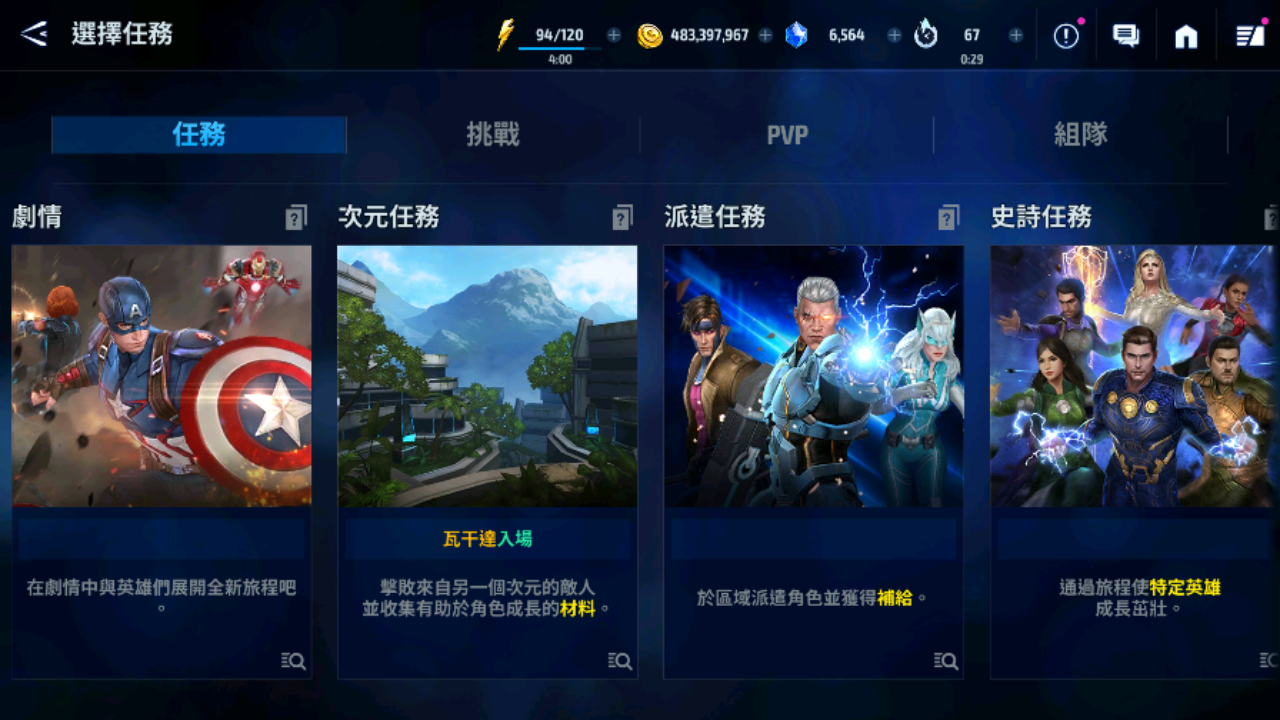 選擇任務
94/120
4:00
483,397,967
6,564
67
0:29
任務
挑戰
PVP
組隊
劇情
次元任務
派遣任務
史詩任務
瓦干達入場
在劇情中與英雄們展開全新旅程吧
。
擊敗來自另一個次元的敵人
並收集有助於角色成長的材料。
於區域派遣角色並獲得補給。
通過旅程使特定英雄
成長茁壯。